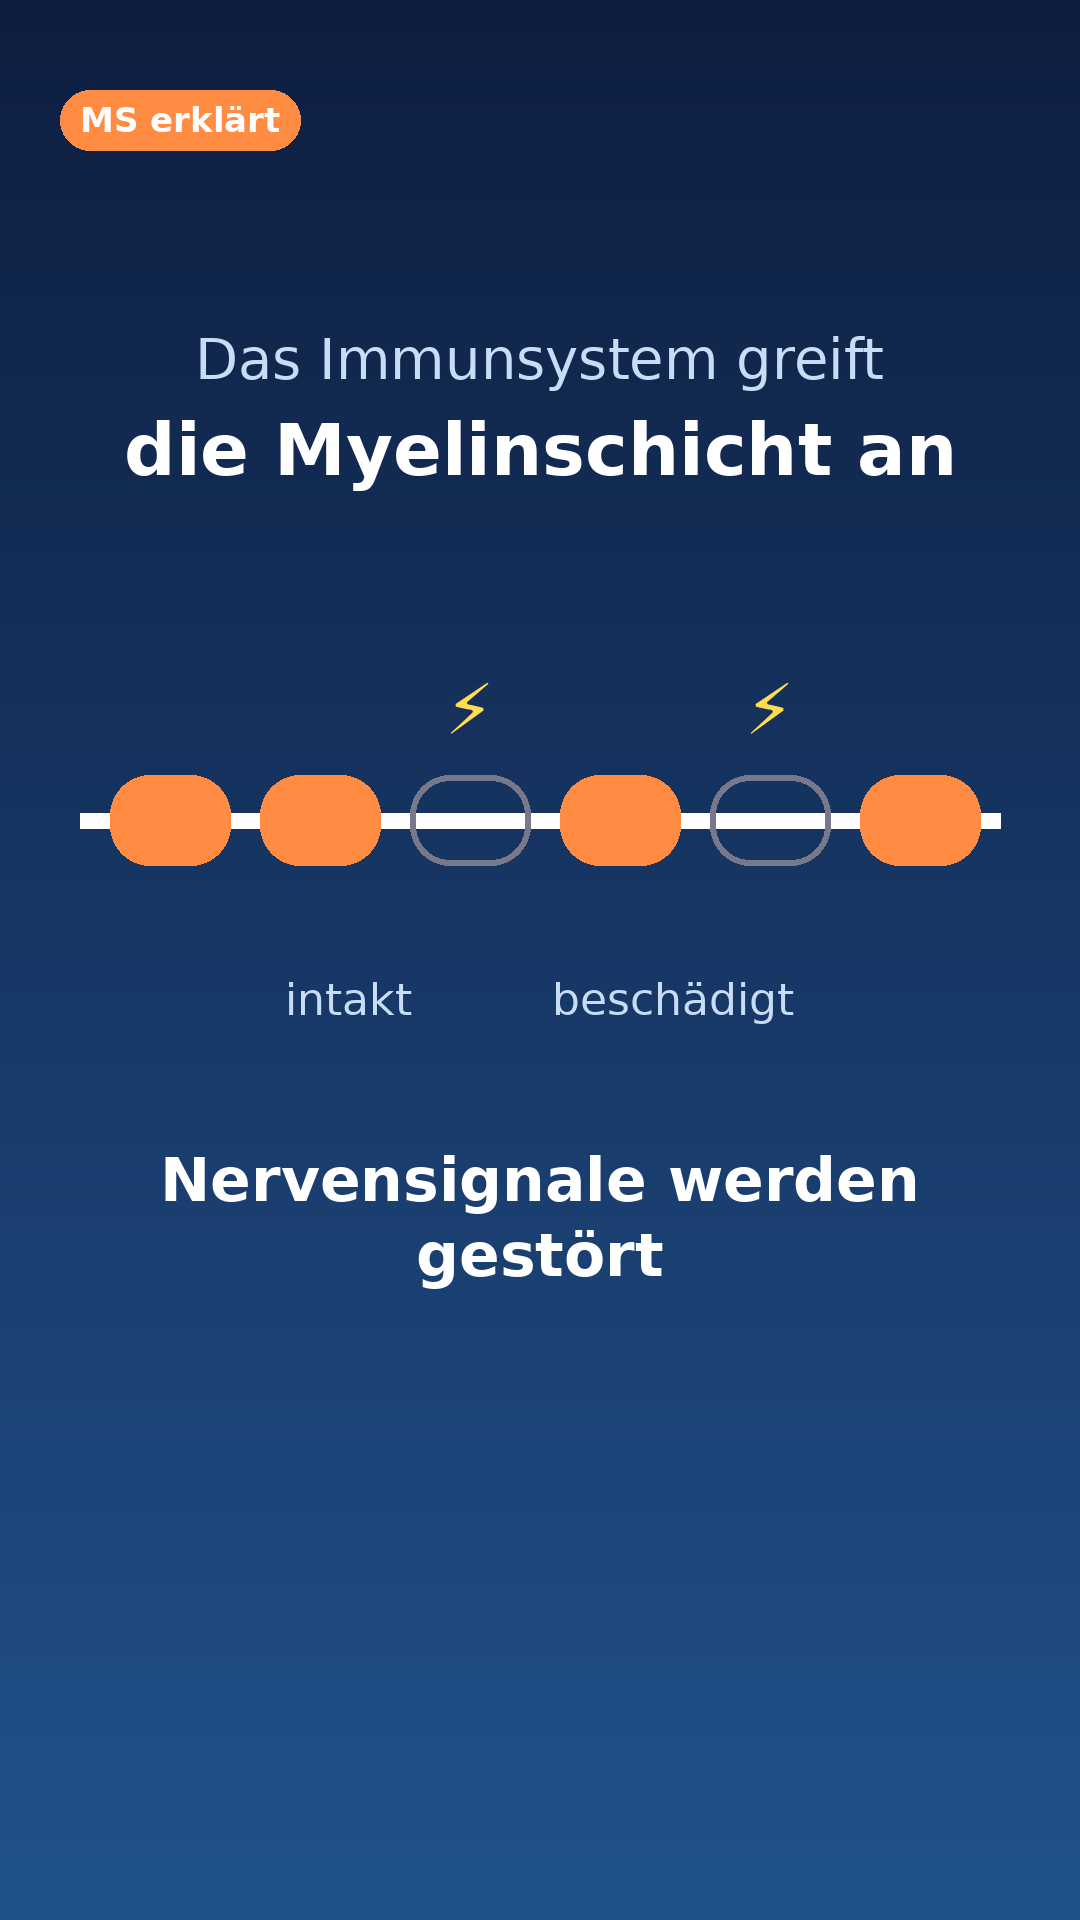 MS erklärt
Das Immunsystem greift
die Myelinschicht an
intakt beschädigt
Nervensignale werden
gestört